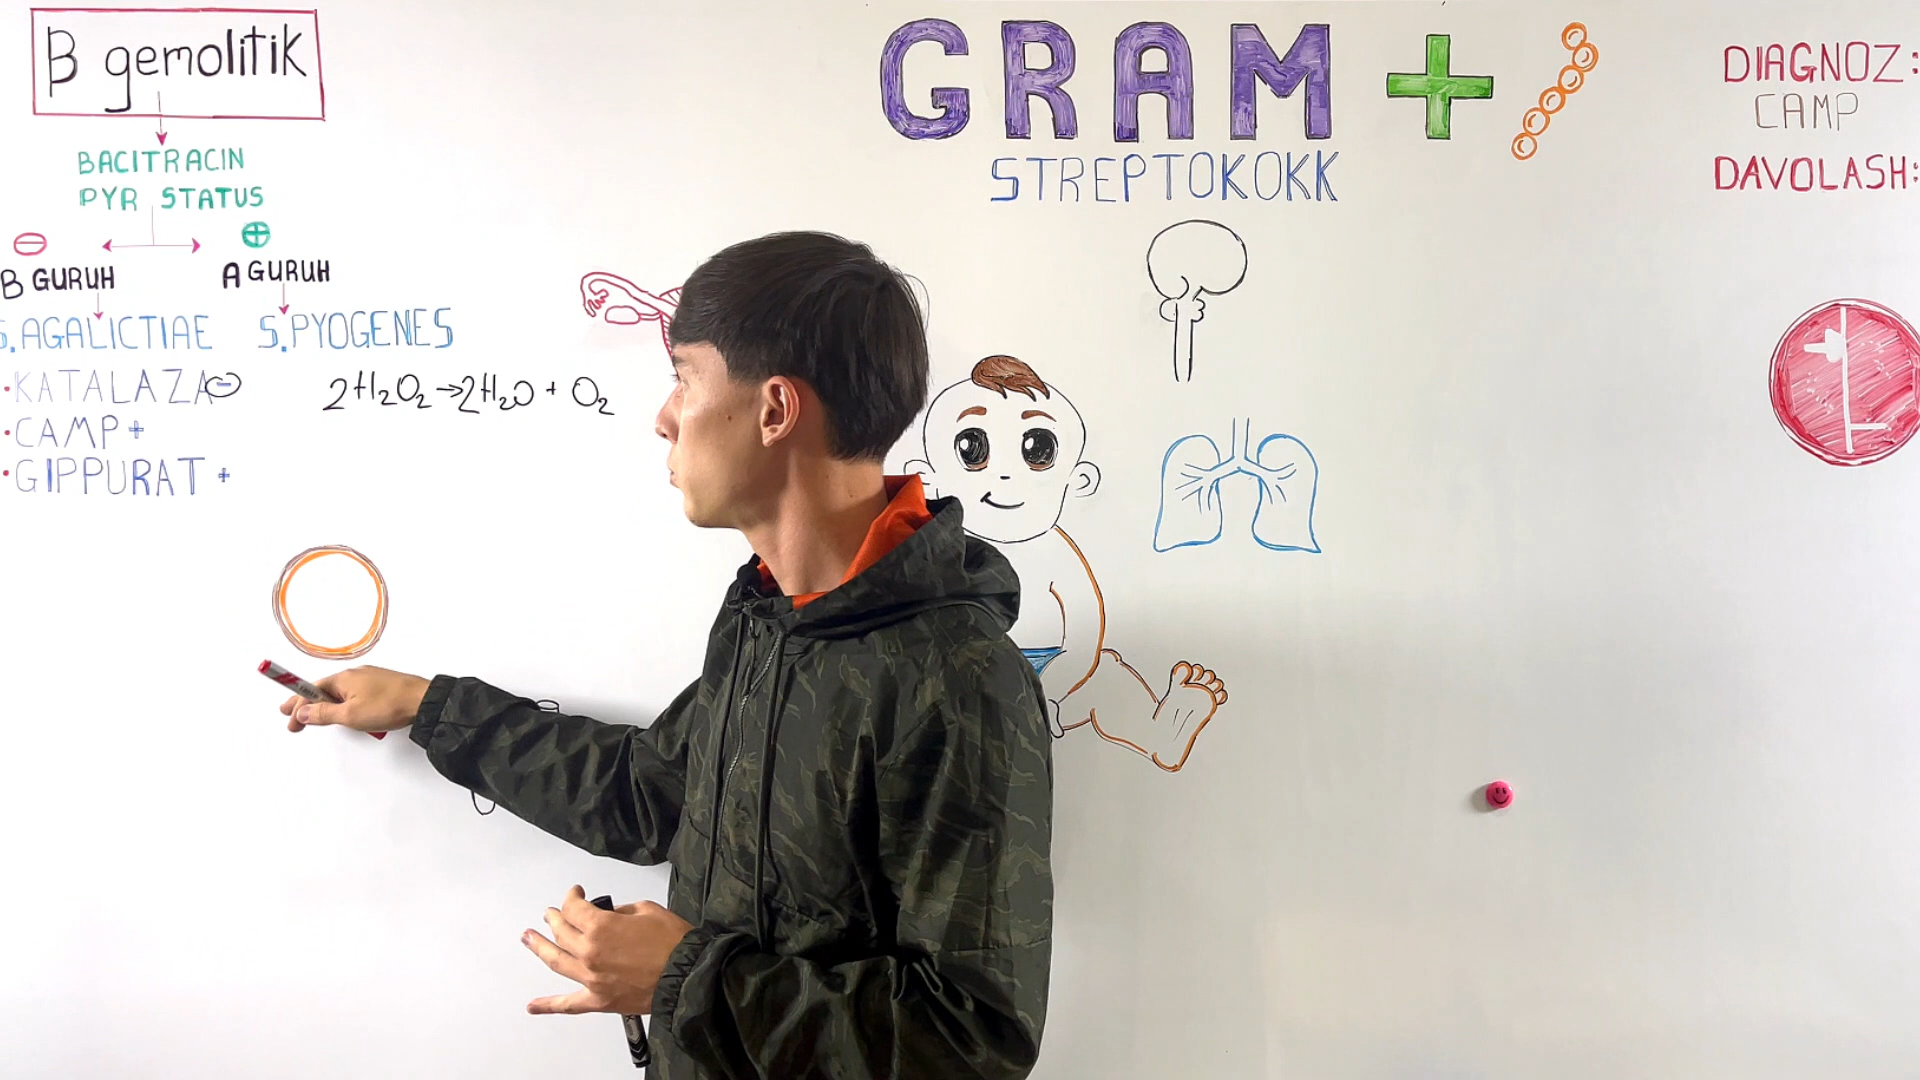 B gemolitik
BACITRACIN
PYR STATUS
B GURUH
A GURUH
S.AGALICTIAE
S.PYOGENES
•KATALAZA⊖
•CAMP+
•GIPPURAT +
2H₂O₂→2H₂O + O₂
GRAM +
STREPTOKOKK
DIAGNOZ:
CAMP
DAVOLASH: